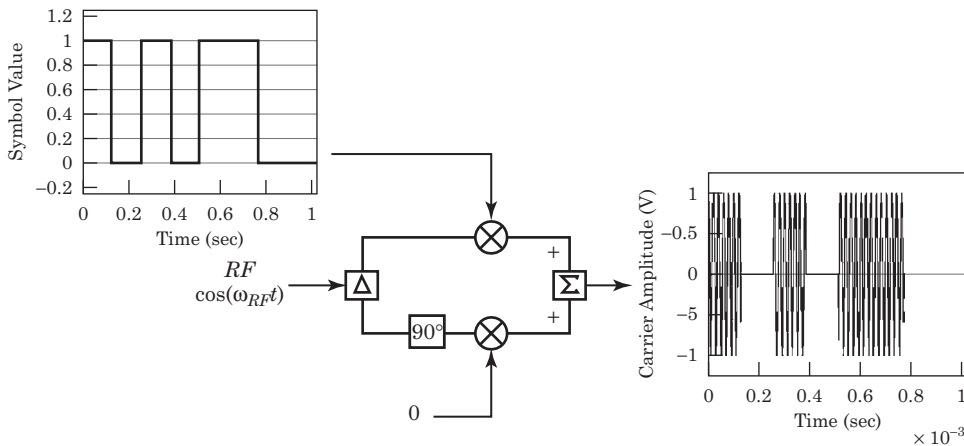 1.2
1
0.8
0.6
0.4
0.2
0
−0.2
Symbol Value
0 0.2 0.4 0.6 0.8 1
Time (sec)
RF
cos(ω_RF t)
Δ
90°
0
+
+
Σ
Carrier Amplitude (V)
1
−0.5
0
−5
−1
0 0.2 0.4 0.6 0.8 1
Time (sec)
× 10⁻³